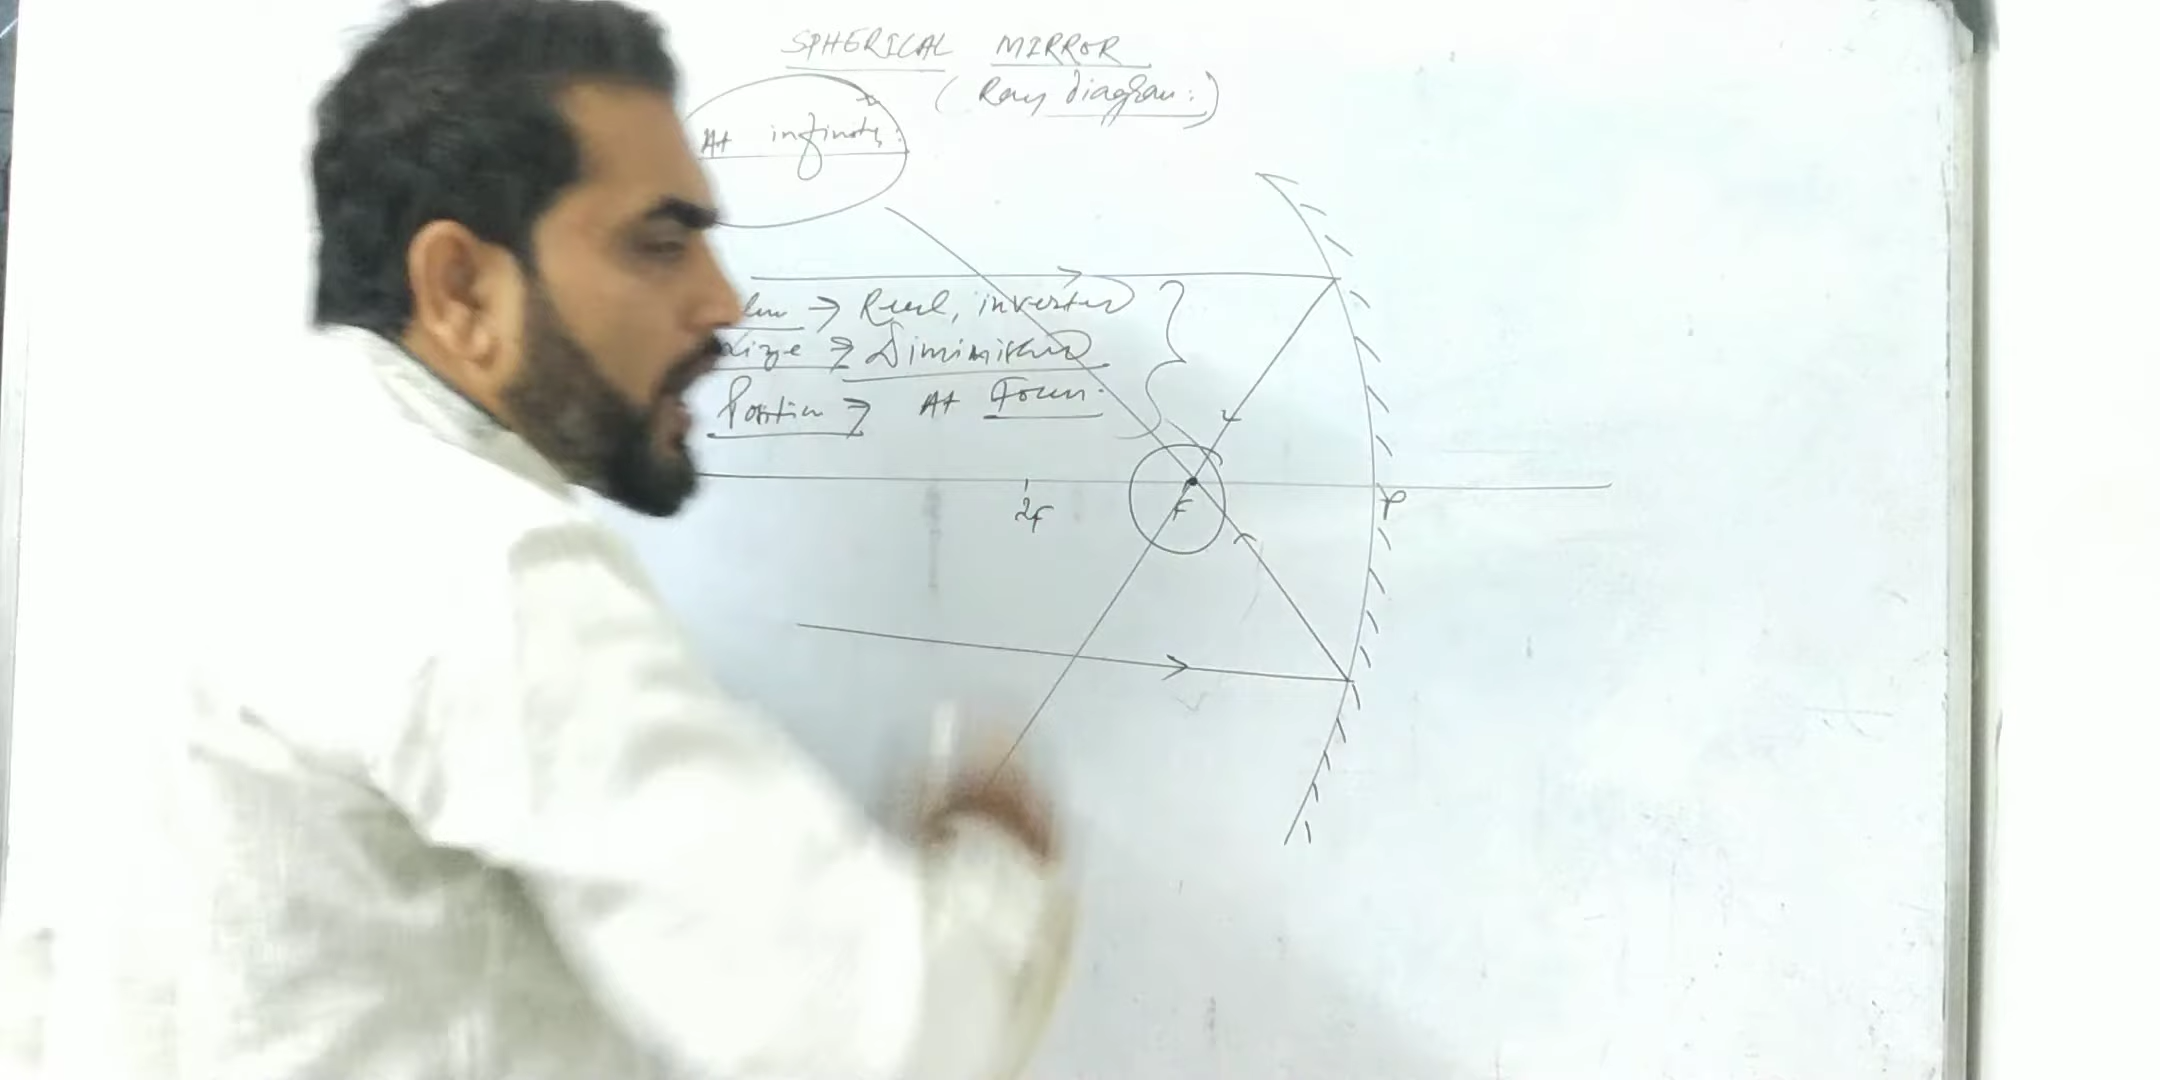 SPHERICAL MIRROR
(Ray diagram:)
At infinity:
→ Real, inverted
Size ⇒ Diminished
Position ⇒ At Focus.
2F
F
P